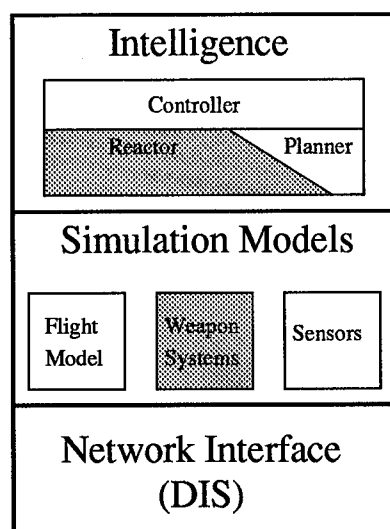 Intelligence
Controller
Reactor
Planner
Simulation Models
Flight
Model
Weapon
Systems
Sensors
Network Interface
(DIS)